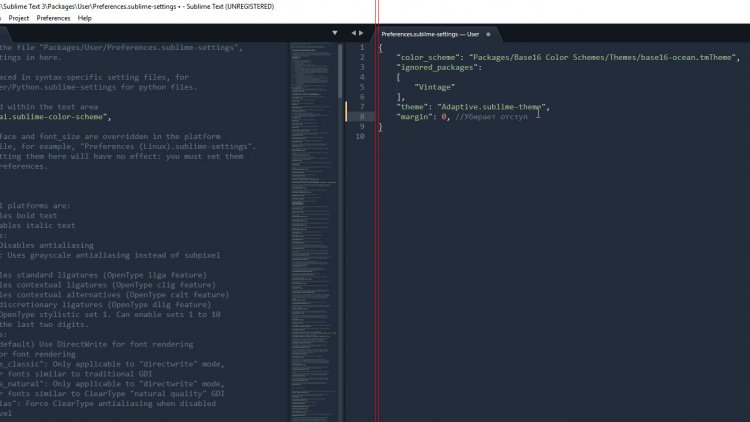 \Sublime Text 3\Packages\User\Preferences.sublime-settings • - Sublime Text (UNREGISTERED)
s Project Preferences Help
the file "Packages/User/Preferences.sublime-settings",
tings in here.
aced in syntax-specific setting files, for
er/Python.sublime-settings for python files.
d within the text area
ai.sublime-color-scheme",
face and font_size are overridden in the platform
ile, for example, "Preferences (Linux).sublime-settings".
tting them here will have no effect: you must set them
references.
l platforms are:
les bold text
ables italic text
a:
Disables antialiasing
: Uses grayscale antialiasing instead of subpixel
les standard ligatures (OpenType liga feature)
les contextual ligatures (OpenType clig feature)
les contextual alternatives (OpenType calt feature)
discretionary ligatures (OpenType dlig feature)
OpenType stylistic set 1. Can enable sets 1 to 10
the last two digits.
s:
default) Use DirectWrite for font rendering
or font rendering
e_classic": Only applicable to "directwrite" mode,
r fonts similar to traditional GDI
e_natural": Only applicable to "directwrite" mode,
r fonts similar to ClearType "natural quality" GDI
ias": Force ClearType antialiasing when disabled
vel
Preferences.sublime-settings — User
1 {
2 "color_scheme": "Packages/Base16 Color Schemes/Themes/base16-ocean.tmTheme",
3 "ignored_packages":
4 [
5 "Vintage"
6 ],
7 "theme": "Adaptive.sublime-theme",
8 "margin": 0, //Убирает отступ
9 }
10